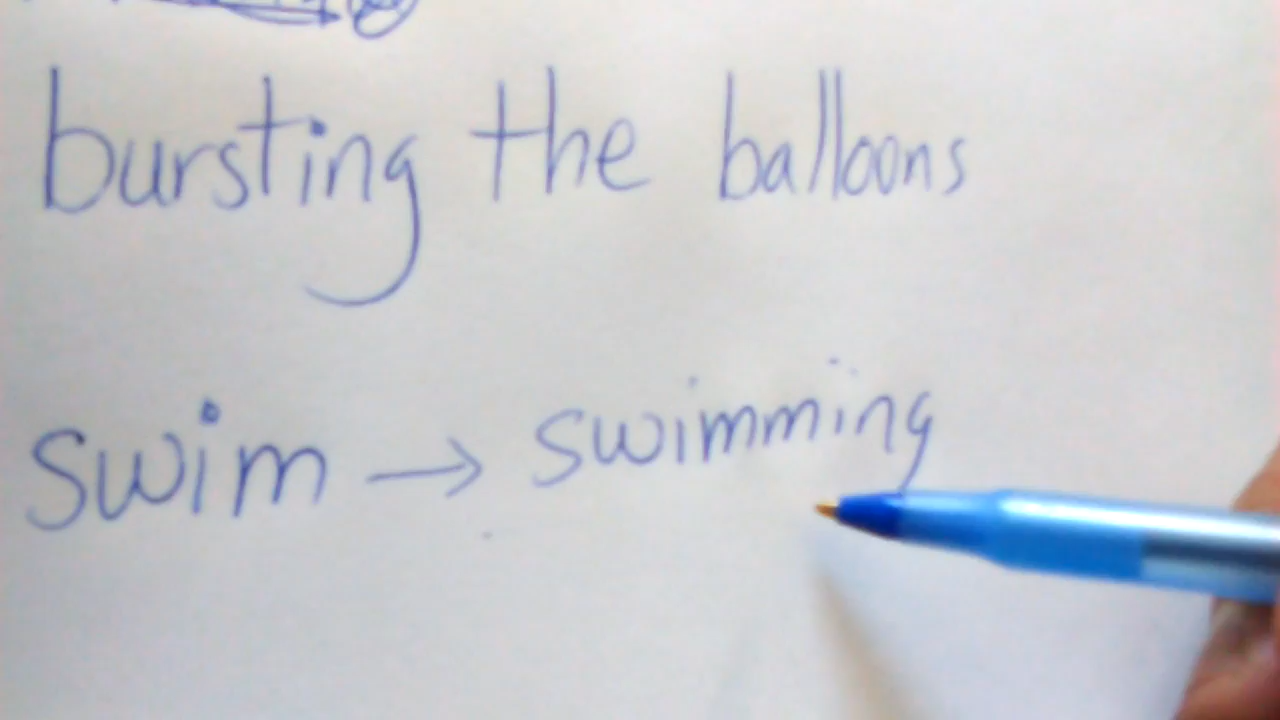 bursting the balloons
swim → swimming